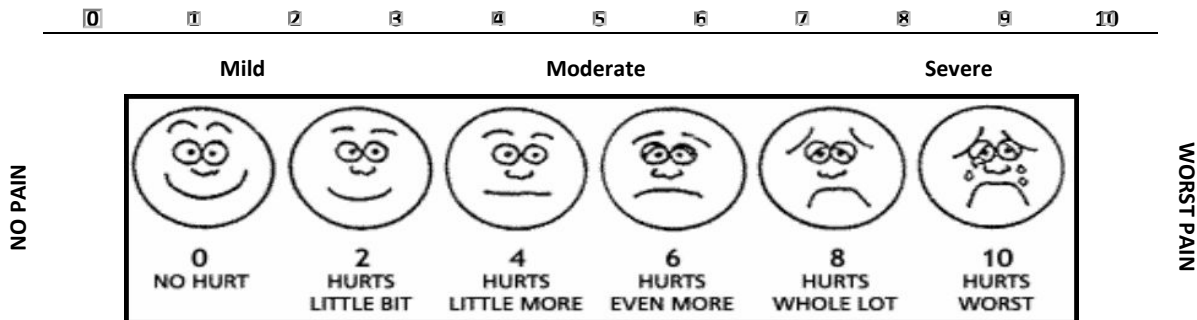 0 1 2 3 4 5 6 7 8 9 10
Mild Moderate Severe
NO PAIN
WORST PAIN
0 2 4 6 8 10
NO HURT HURTS HURTS HURTS HURTS HURTS
LITTLE BIT LITTLE MORE EVEN MORE WHOLE LOT WORST